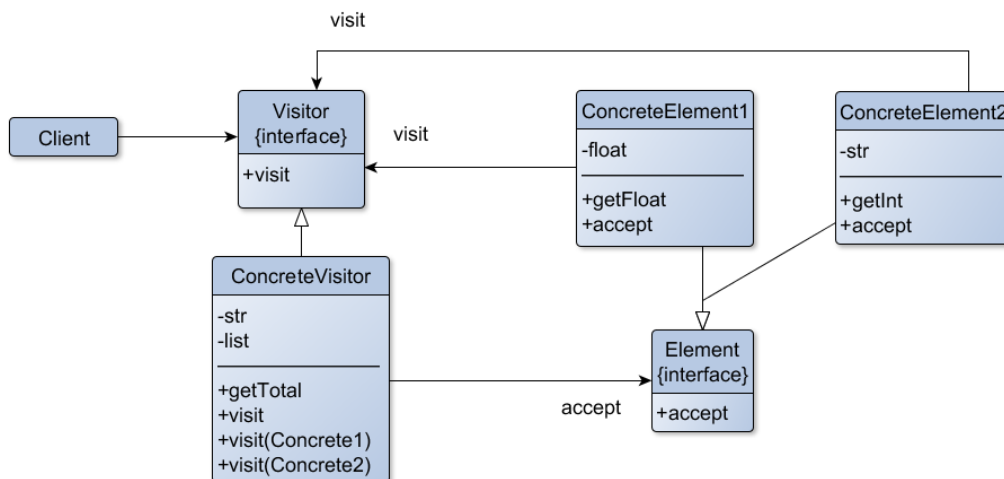 visit
Client
Visitor
{interface}
+visit
visit
ConcreteElement1
-float
+getFloat
+accept
ConcreteElement2
-str
+getInt
+accept
ConcreteVisitor
-str
-list
+getTotal
+visit
+visit(Concrete1)
+visit(Concrete2)
accept
Element
{interface}
+accept